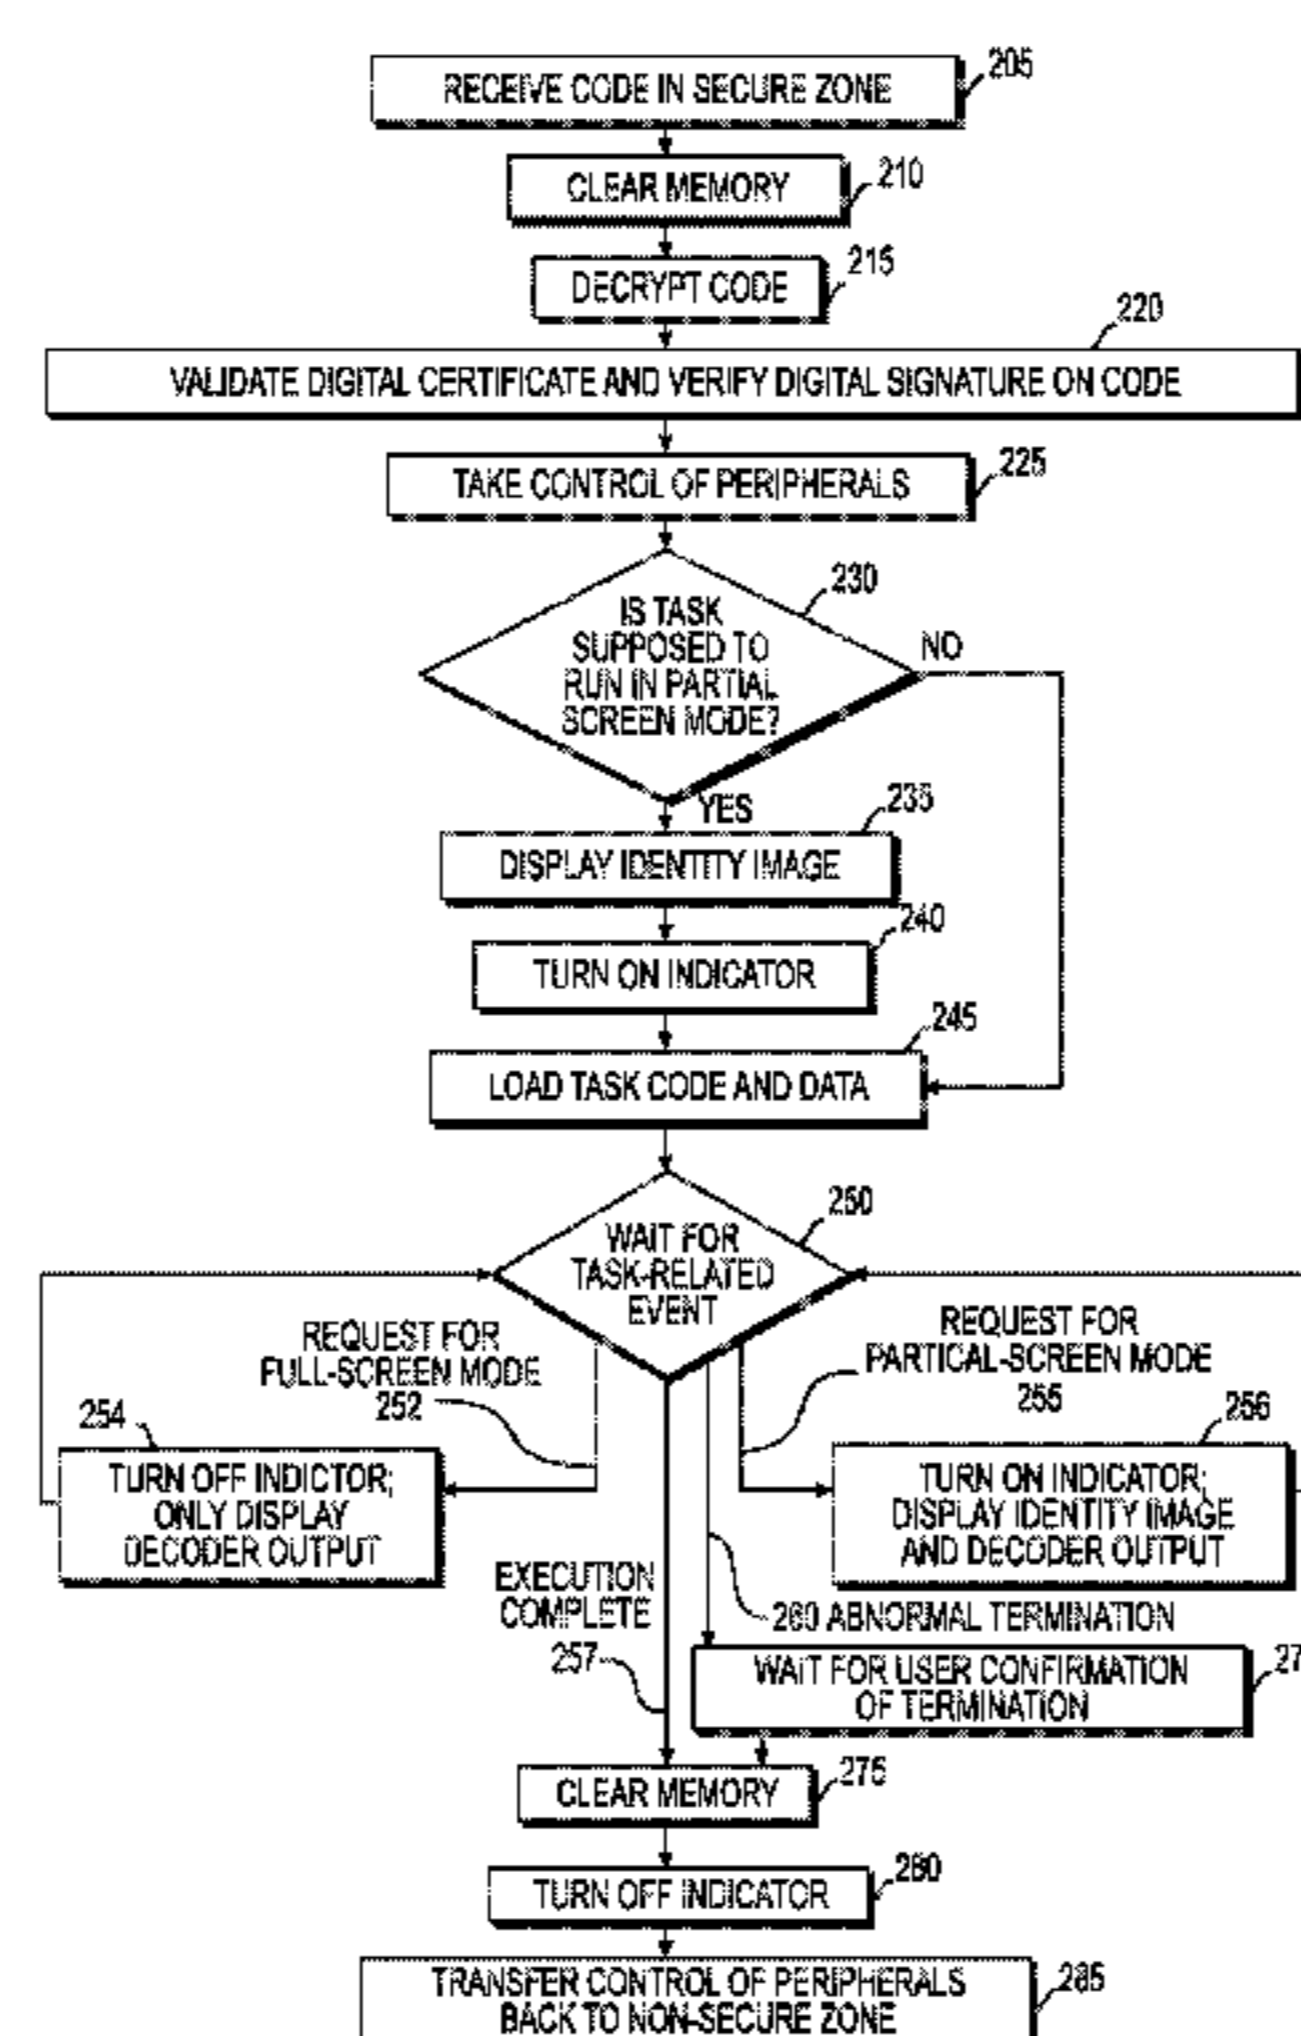 205
RECEIVE CODE IN SECURE ZONE
210
CLEAR MEMORY
215
DECRYPT CODE
220
VALIDATE DIGITAL CERTIFICATE AND VERIFY DIGITAL SIGNATURE ON CODE
225
TAKE CONTROL OF PERIPHERALS
230
IS TASK
SUPPOSED TO
RUN IN PARTIAL
SCREEN MODE?
NO
YES
235
DISPLAY IDENTITY IMAGE
240
TURN ON INDICATOR
245
LOAD TASK CODE AND DATA
250
WAIT FOR
TASK-RELATED
EVENT
REQUEST FOR
FULL-SCREEN MODE
252
REQUEST FOR
PARTICAL-SCREEN MODE
255
254
TURN OFF INDICTOR;
ONLY DISPLAY
DECODER OUTPUT
256
TURN ON INDICATOR;
DISPLAY IDENTITY IMAGE
AND DECODER OUTPUT
EXECUTION
COMPLETE
257
260 ABNORMAL TERMINATION
WAIT FOR USER CONFIRMATION
OF TERMINATION
275
CLEAR MEMORY
280
TURN OFF INDICATOR
285
TRANSFER CONTROL OF PERIPHERALS
BACK TO NON-SECURE ZONE